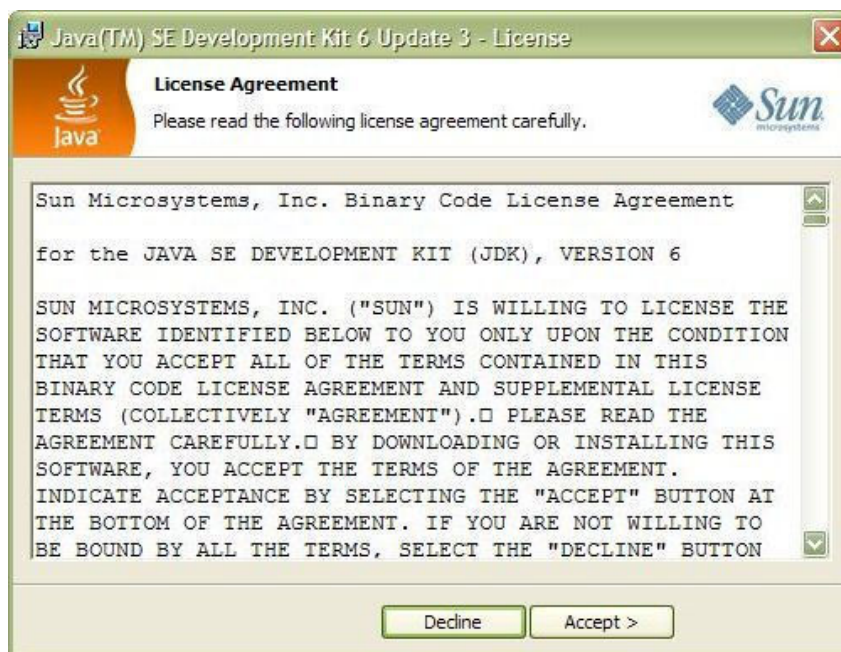 Java(TM) SE Development Kit 6 Update 3 - License
License Agreement
Please read the following license agreement carefully.
Java
Sun
microsystems
Sun Microsystems, Inc. Binary Code License Agreement
for the JAVA SE DEVELOPMENT KIT (JDK), VERSION 6
SUN MICROSYSTEMS, INC. ("SUN") IS WILLING TO LICENSE THE
SOFTWARE IDENTIFIED BELOW TO YOU ONLY UPON THE CONDITION
THAT YOU ACCEPT ALL OF THE TERMS CONTAINED IN THIS
BINARY CODE LICENSE AGREEMENT AND SUPPLEMENTAL LICENSE
TERMS (COLLECTIVELY "AGREEMENT").□ PLEASE READ THE
AGREEMENT CAREFULLY.□ BY DOWNLOADING OR INSTALLING THIS
SOFTWARE, YOU ACCEPT THE TERMS OF THE AGREEMENT.
INDICATE ACCEPTANCE BY SELECTING THE "ACCEPT" BUTTON AT
THE BOTTOM OF THE AGREEMENT. IF YOU ARE NOT WILLING TO
BE BOUND BY ALL THE TERMS, SELECT THE "DECLINE" BUTTON
Decline
Accept >